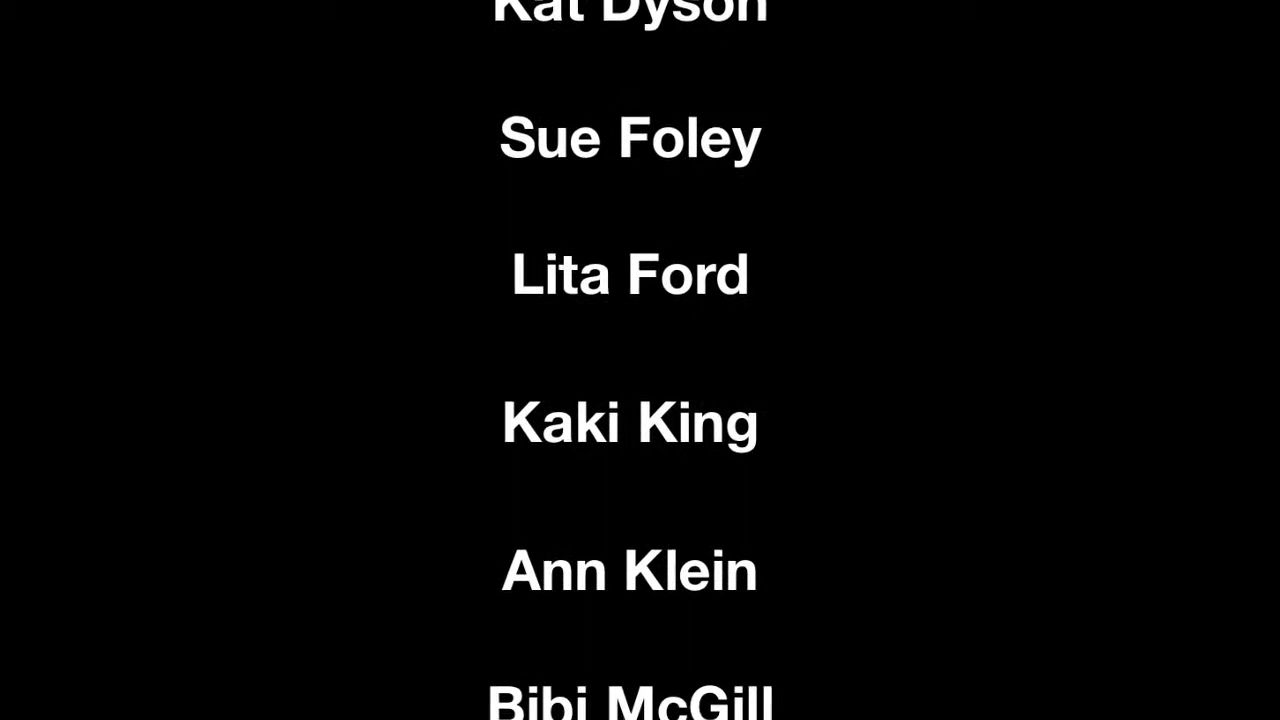 Kat Dyson
Sue Foley
Lita Ford
Kaki King
Ann Klein
Bibi McGill